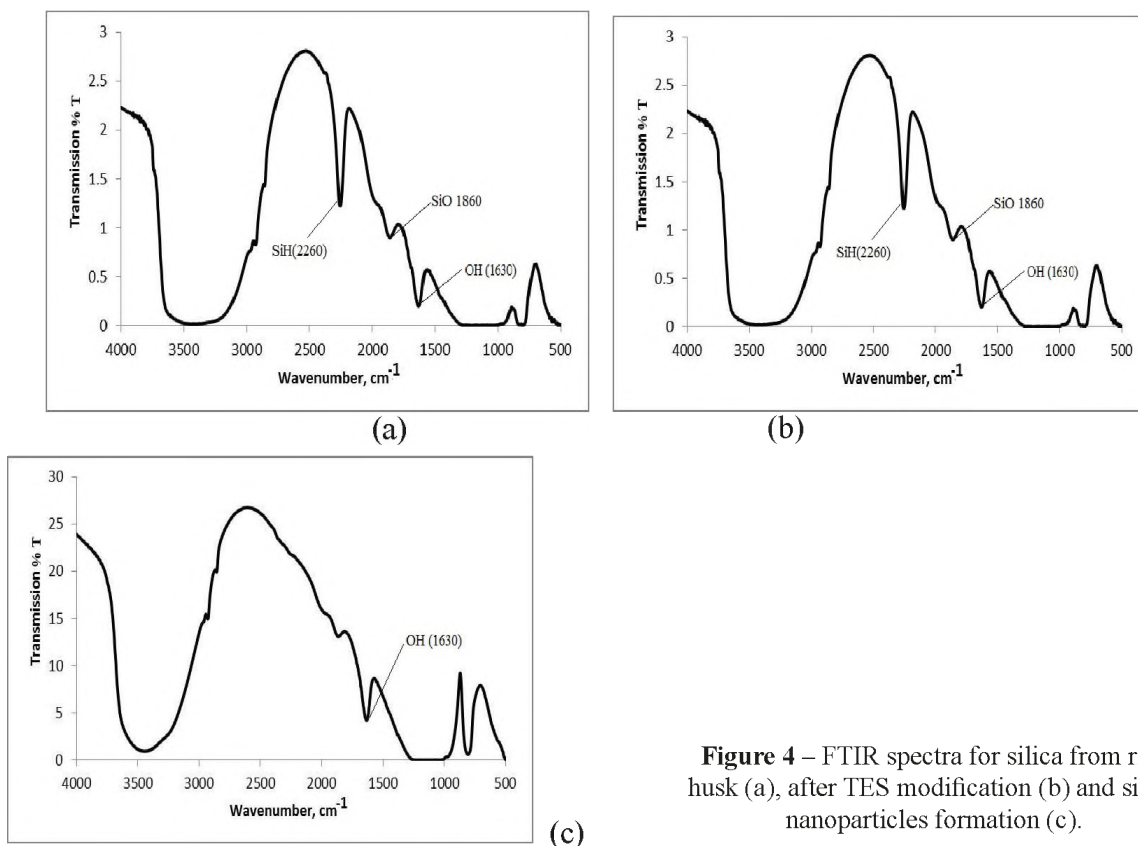 3
2.5
2
1.5
1
0.5
0
Transmission % T
SiO 1860
SiH(2260)
OH (1630)
4000 3500 3000 2500 2000 1500 1000 500
Wavenumber, cm-1
(a)
3
2.5
2
1.5
1
0.5
0
Transmission % T
SiO 1860
SiH(2260)
OH (1630)
4000 3500 3000 2500 2000 1500 1000 500
Wavenumber, cm-1
(b)
30
25
20
15
10
5
0
Transmission % T
OH (1630)
4000 3500 3000 2500 2000 1500 1000 500
Wavenumber, cm-1
(c)
Figure 4 – FTIR spectra for silica from
husk (a), after TES modification (b) and
nanoparticles formation (c).